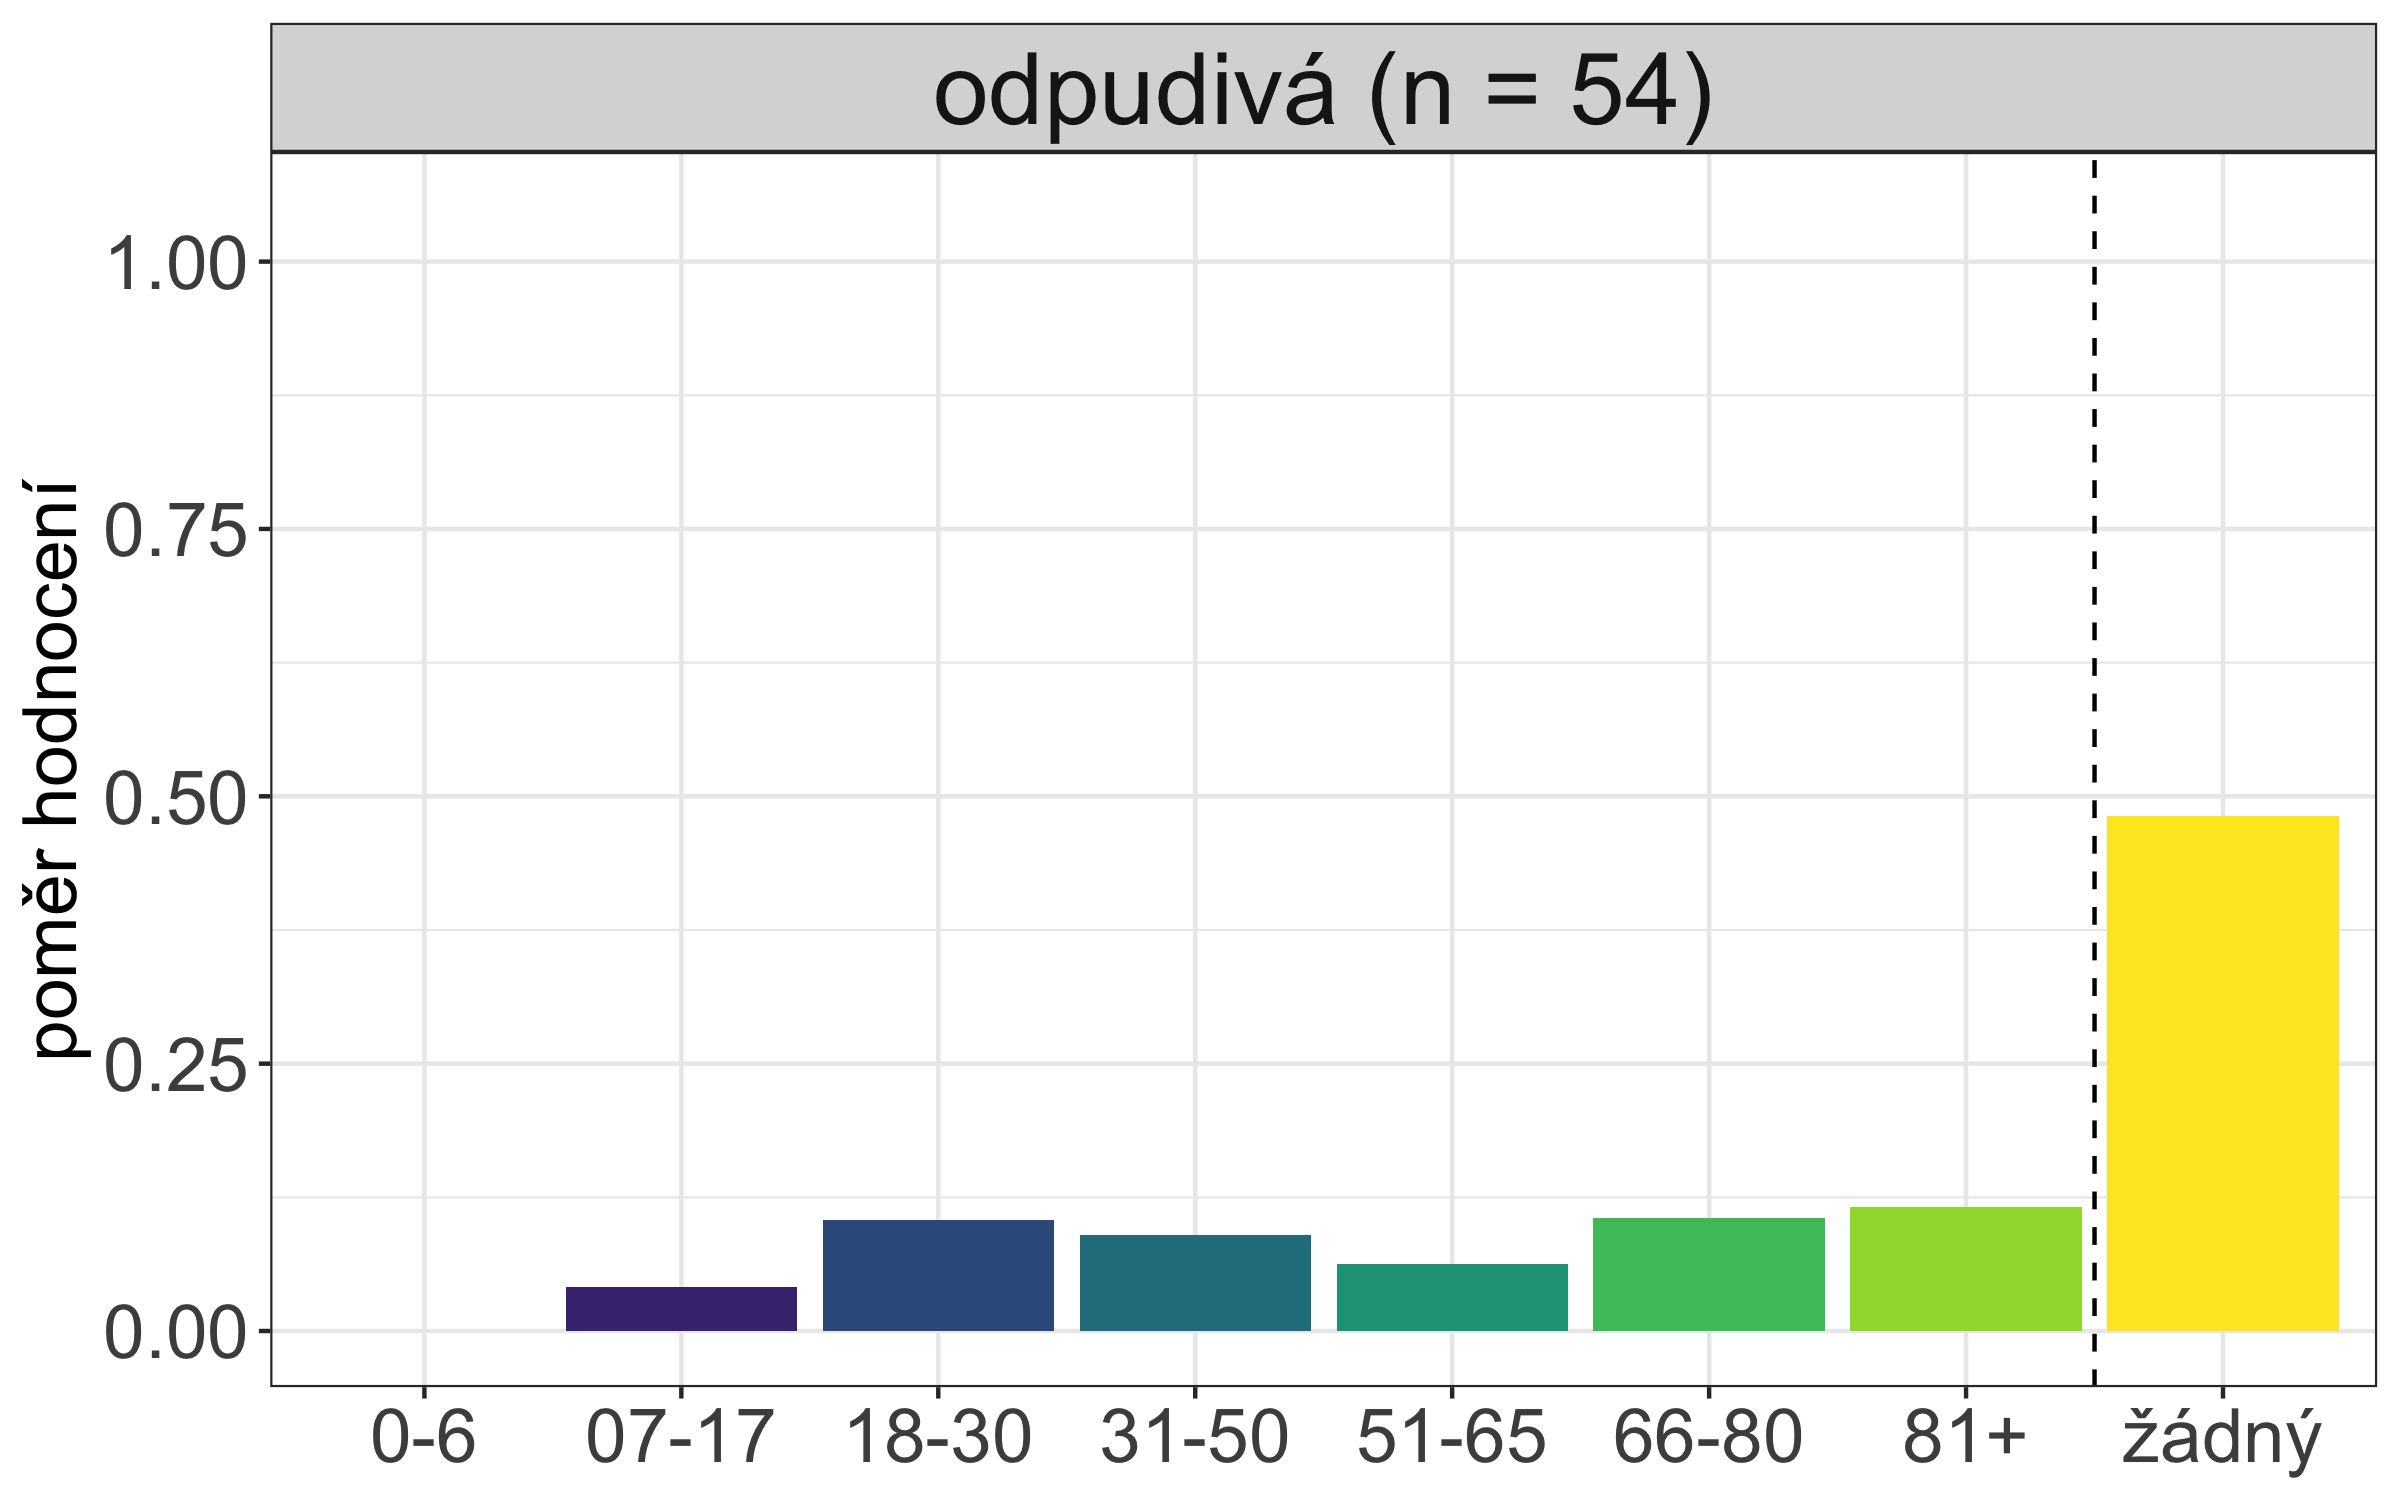 odpudivá (n = 54)
poměr hodnocení
1.00
0.75
0.50
0.25
0.00
0-6 07-17 18-30 31-50 51-65 66-80 81+ žádný